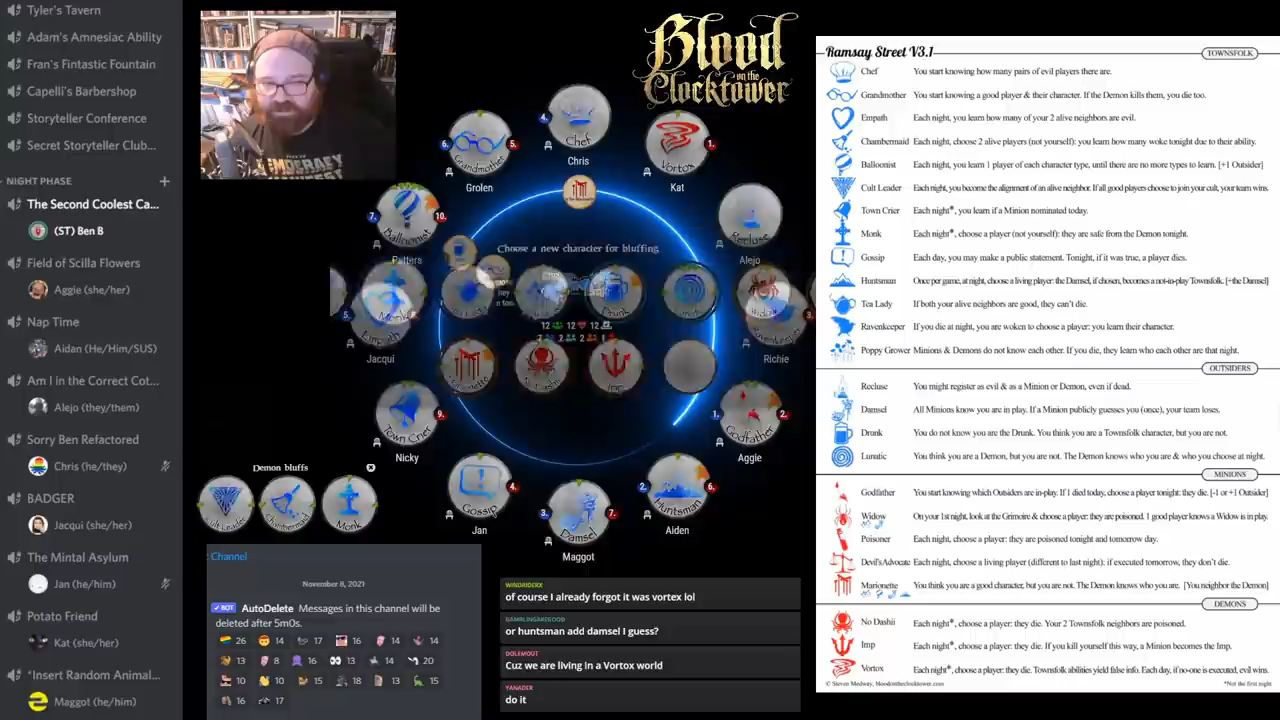 Tyler's Tavern
Adam's Amnesiac Ability
Storyteller Conference
Secret Storyteller Club...
The Second Coolest Ca...
(ST) Ben B
Field of Scilla Flowers
Aggie (she/her)
Nap Time
Aidan (He/Him/SUS)
Am I in the Correct Cot...
Alejo (hey/them)
Sorry Ben Refactored
Chris (he/they)
BADGER
Jacqui (she/her)
The Mintal Asylum
Jan (he/him)
Maggot (he/him)
Blood
on the
Clocktower
Chef
Chris
Grolen
Vortox
Kat
Alejo
Richie
Godfather
Aggie
Huntsman
Aiden
Damsel
Maggot
Gossip
Jan
Nicky
Jacqui
Choose a new character for bluffing
12 12 12
Imp
Demon bluffs
Cult Leader
Chambermaid
Monk
Channel
November 8, 2021
BOT AutoDelete Messages in this channel will be
deleted after 5m0s.
26 14 17 16 14 14
13 8 16 13 14 20
16 17
WINDRIDERX
of course I already forgot it was vortex lol
or huntsman add damsel I guess?
Cuz we are living in a Vortox world
YANADER
do it
Ramsay Street V3.1
TOWNSFOLK
Chef You start knowing how many pairs of evil players there are.
Grandmother You start knowing a good player & their character. If the Demon kills them, you die too.
Empath Each night, you learn how many of your 2 alive neighbors are evil.
Chambermaid Each night, choose 2 alive players (not yourself): you learn how many woke tonight due to their ability.
Balloonist Each night, you learn 1 player of each character type, until there are no more types to learn. [+1 Outsider]
Cult Leader Each night, you become the alignment of an alive neighbor. If all good players choose to join your cult, your team wins.
Town Crier Each night*, you learn if a Minion nominated today.
Monk Each night*, choose a player (not yourself): they are safe from the Demon tonight.
Gossip Each day, you may make a public statement. Tonight, if it was true, a player dies.
Huntsman Once per game, at night, choose a living player: the Damsel, if chosen, becomes a not-in-play Townsfolk. [+the Damsel]
Tea Lady If both your alive neighbors are good, they can't die.
Ravenkeeper If you die at night, you are woken to choose a player: you learn their character.
Poppy Grower Minions & Demons do not know each other. If you die, they learn who each other are that night.
OUTSIDERS
Recluse You might register as evil & as a Minion or Demon, even if dead.
Damsel All Minions know you are in play. If a Minion publicly guesses you (once), your team loses.
Drunk You do not know you are the Drunk. You think you are a Townsfolk character, but you are not.
Lunatic You think you are a Demon, but you are not. The Demon knows who you are & who you choose at night.
MINIONS
Godfather You start knowing which Outsiders are in-play. If 1 died today, choose a player tonight: they die. [-1 or +1 Outsider]
Widow On your 1st night, look at the Grimoire & choose a player: they are poisoned. 1 good player knows a Widow is in play.
Poisoner Each night, choose a player: they are poisoned tonight and tomorrow day.
Devil's Advocate Each night, choose a living player (different to last night): if executed tomorrow, they don't die.
Marionette You think you are a good character, but you are not. The Demon knows who you are. [You neighbor the Demon]
DEMONS
No Dashii Each night*, choose a player: they die. Your 2 Townsfolk neighbors are poisoned.
Imp Each night*, choose a player: they die. If you kill yourself this way, a Minion becomes the Imp.
Vortox Each night*, choose a player: they die. Townsfolk abilities yield false info. Each day, if no-one is executed, evil wins.
© Steven Medway, bloodontheclocktower.com *Not the first night